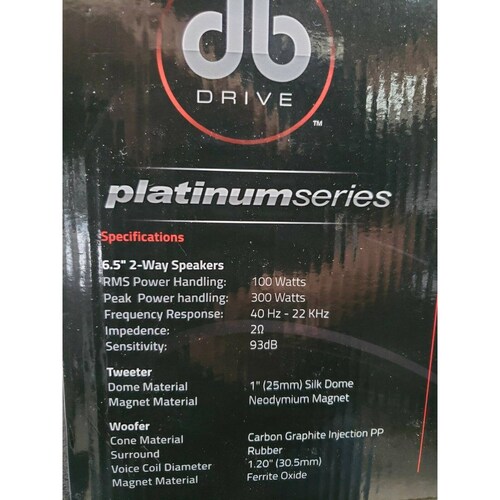 db
DRIVE
™
platinumseries
Specifications
6.5" 2-Way Speakers
RMS Power Handling: 100 Watts
Peak Power handling: 300 Watts
Frequency Response: 40 Hz - 22 KHz
Impedence: 2Ω
Sensitivity: 93dB
Tweeter
Dome Material 1" (25mm) Silk Dome
Magnet Material Neodymium Magnet
Woofer
Cone Material Carbon Graphite Injection PP
Surround Rubber
Voice Coil Diameter 1.20" (30.5mm)
Magnet Material Ferrite Oxide